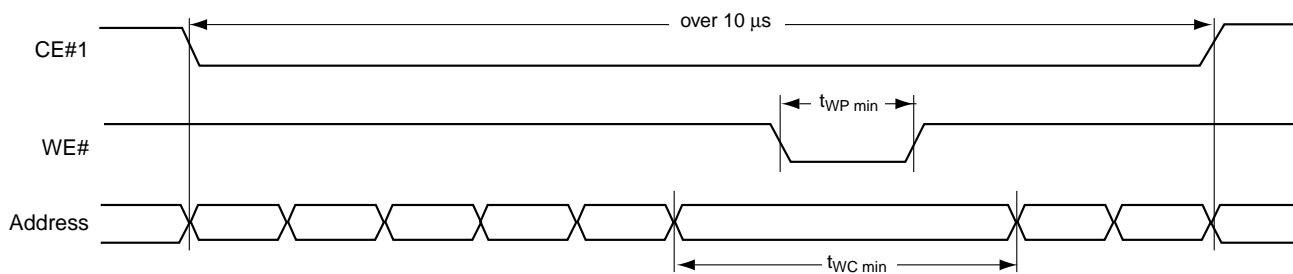 over 10 μs
CE#1
tWP min
WE#
Address
tWC min